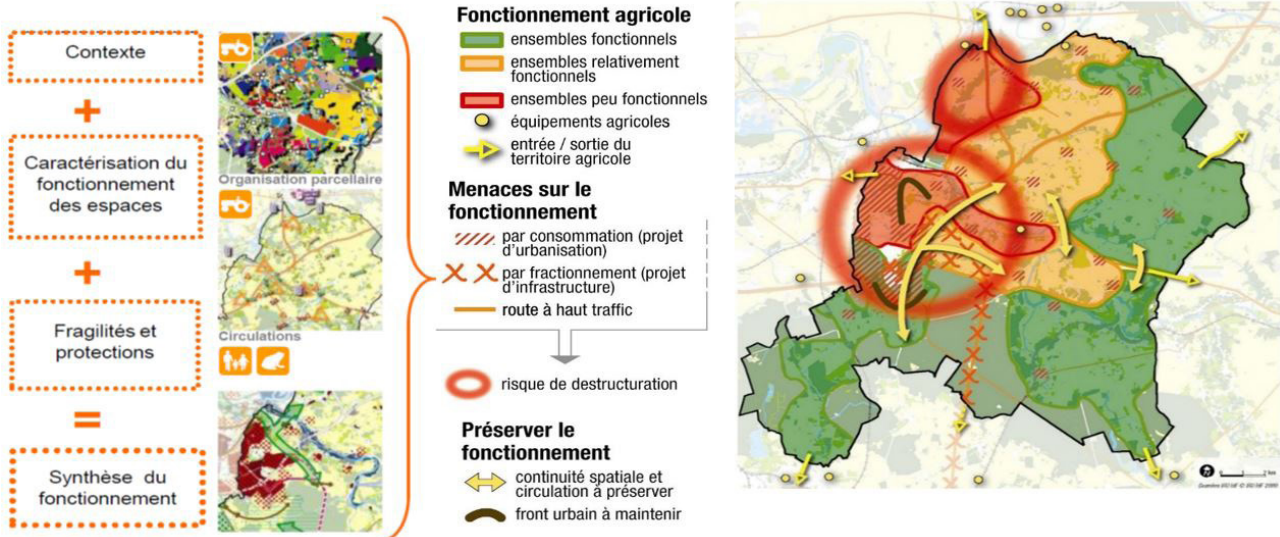 Contexte
+
Caractérisation du
fonctionnement
des espaces
+
Fragilités et
protections
=
Synthèse du
fonctionnement
Organisation parcellaire
Circulations
Fonctionnement agricole
ensembles fonctionnels
ensembles relativement
fonctionnels
ensembles peu fonctionnels
équipements agricoles
entrée / sortie du
territoire agricole
Menaces sur le
fonctionnement
par consommation (projet
d'urbanisation)
par fractionnement (projet
d'infrastructure)
route à haut traffic
risque de destructuration
Préserver le
fonctionnement
continuité spatiale et
circulation à préserver
front urbain à maintenir